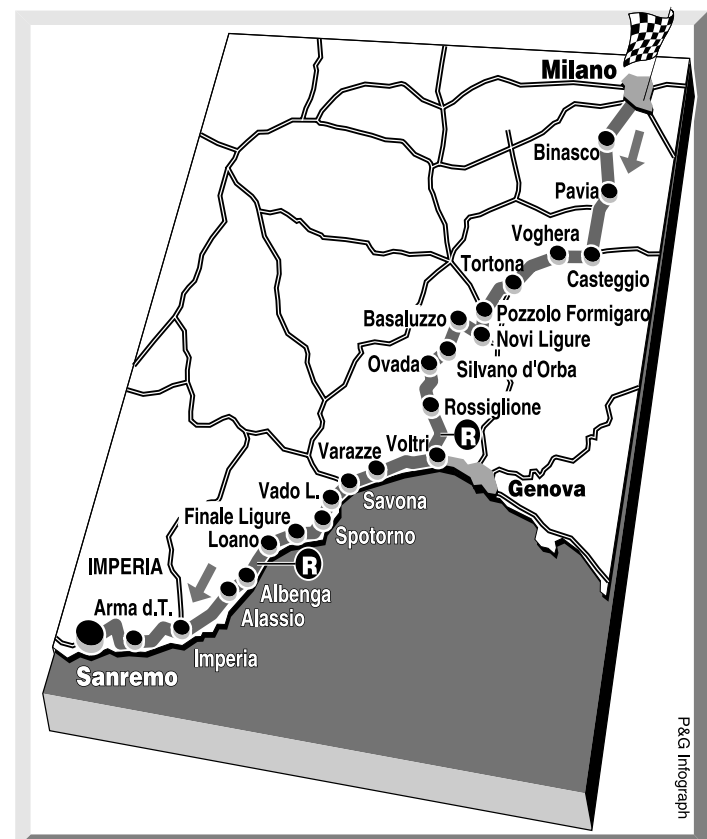 Milano
Binasco
Pavia
Voghera
Casteggio
Tortona
Pozzolo Formigaro
Basaluzzo
Novi Ligure
Silvano d'Orba
Ovada
Rossiglione
R
Voltri
Varazze
Genova
Savona
Vado L.
Spotorno
Finale Ligure
Loano
R
IMPERIA
Albenga
Alassio
Arma d.T.
Imperia
Sanremo
P&G Infograph